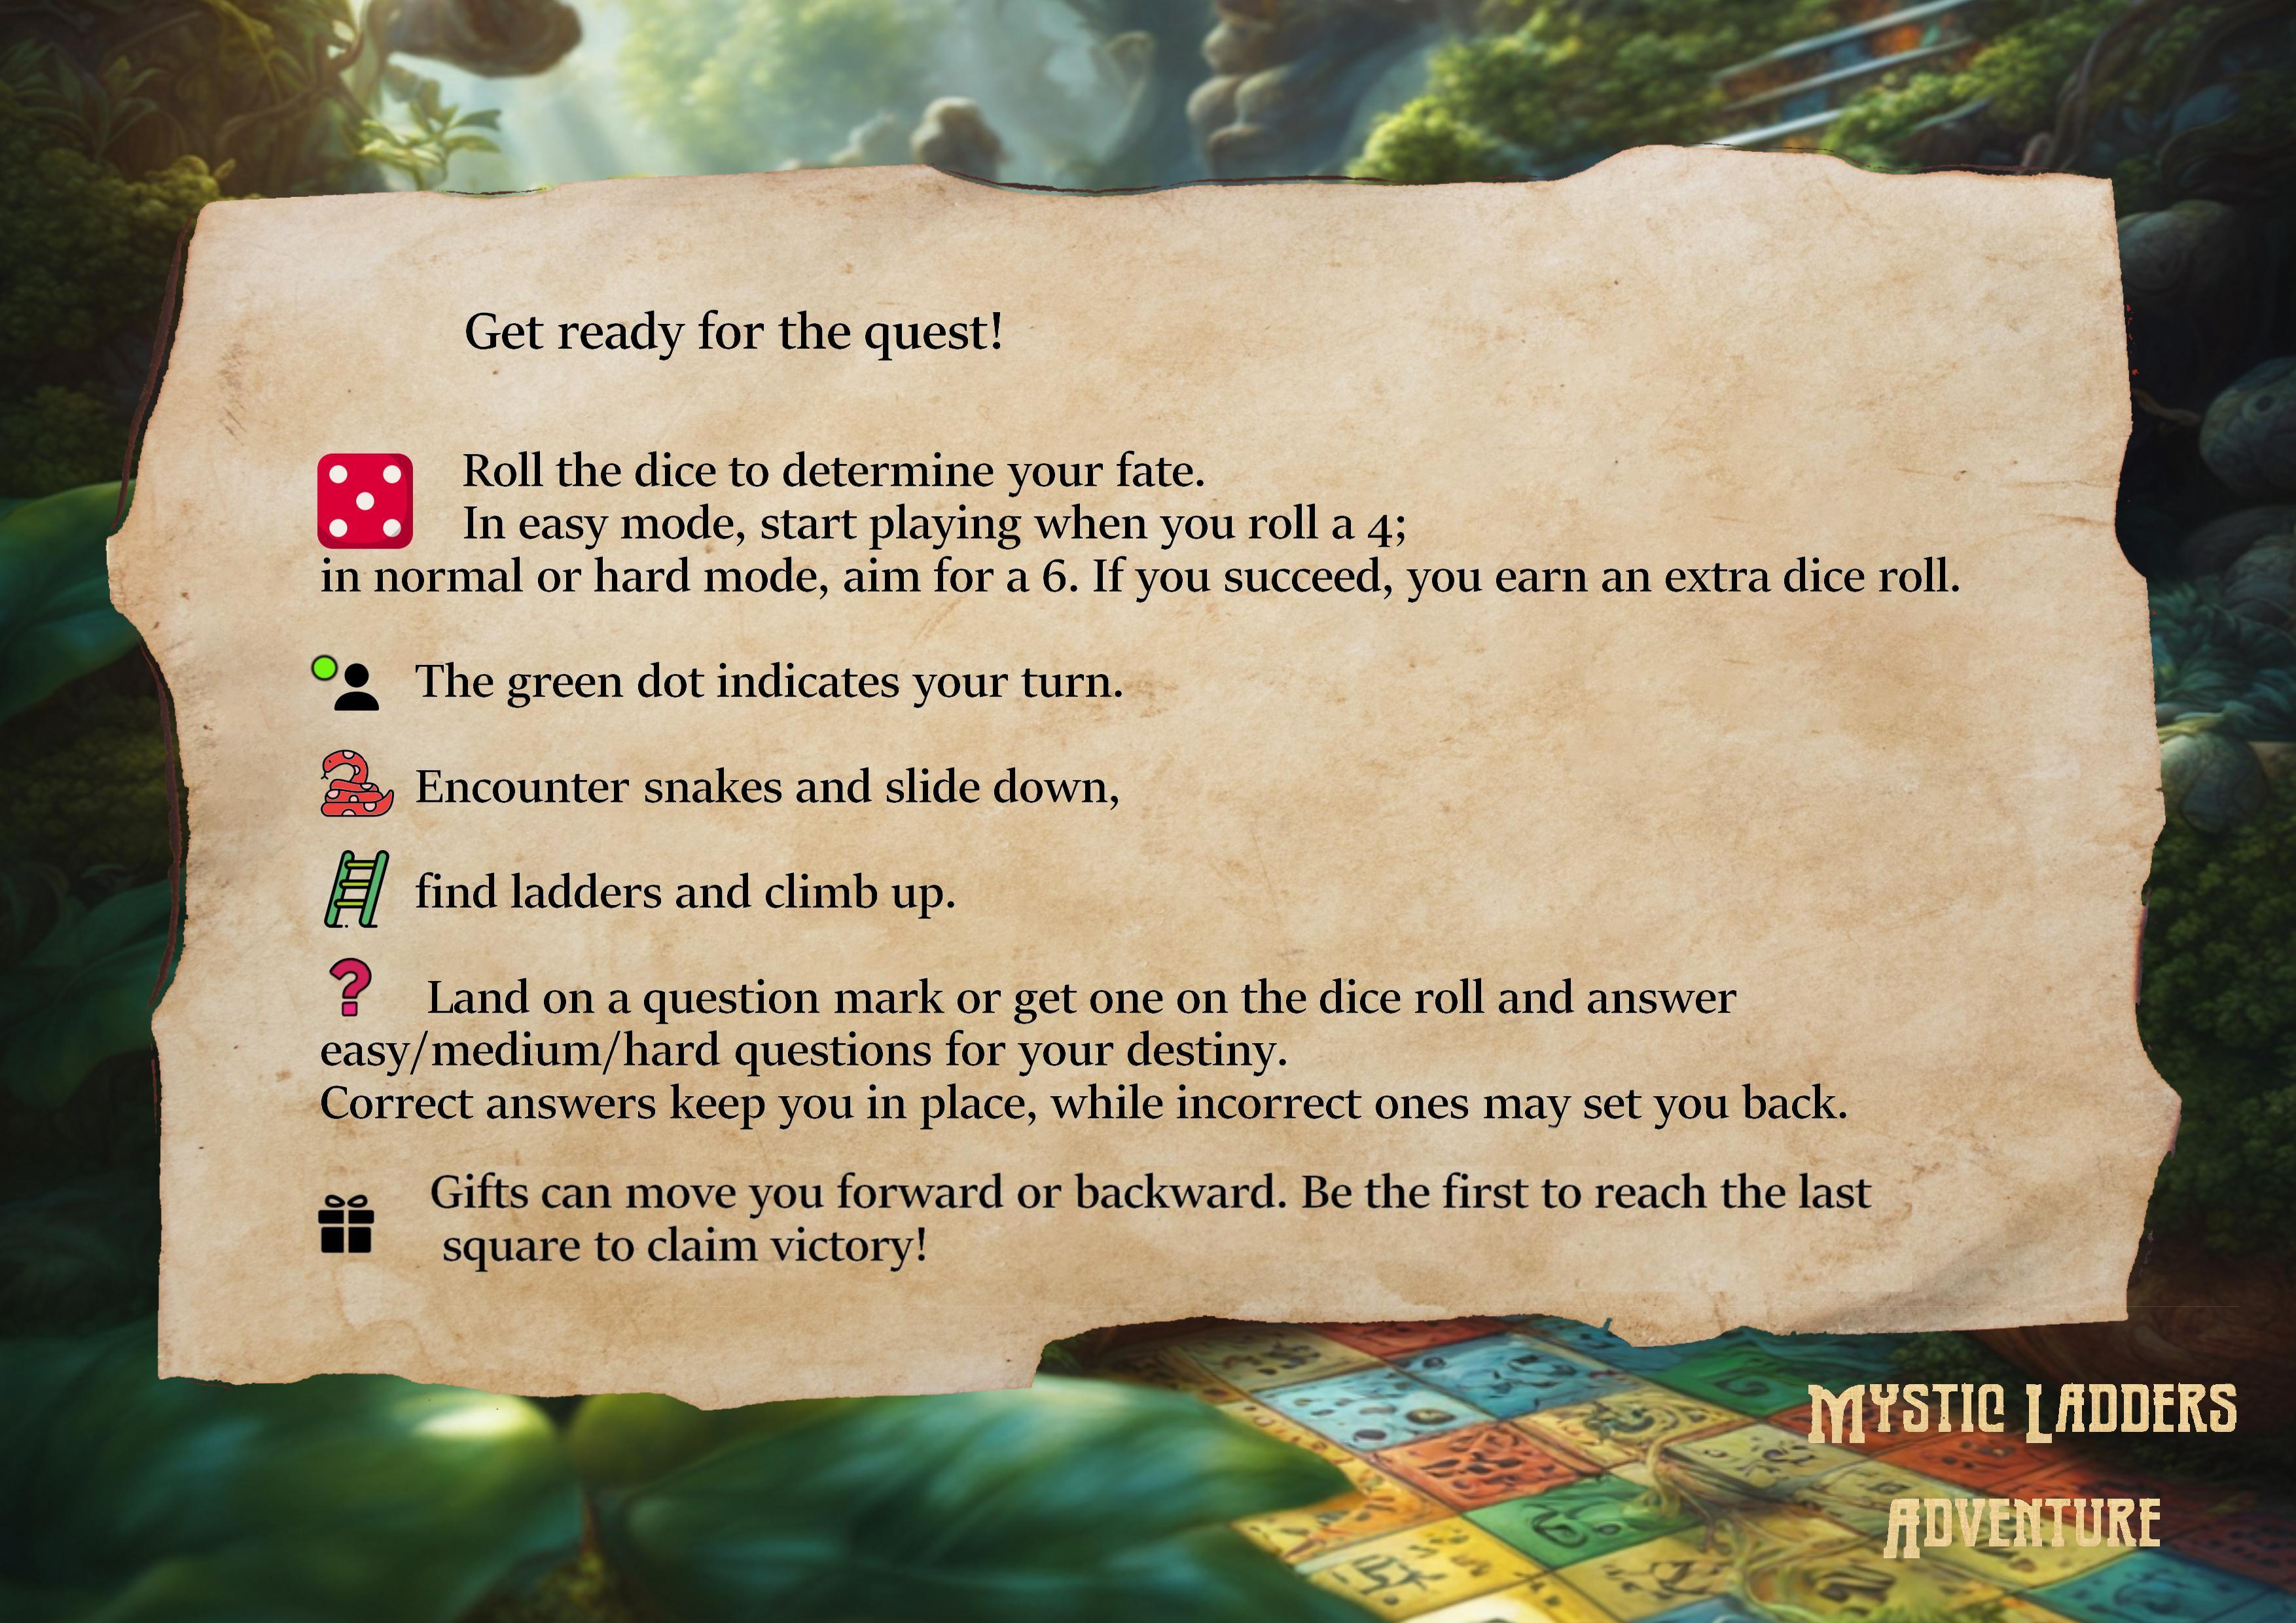 Get ready for the quest!
Roll the dice to determine your fate.
In easy mode, start playing when you roll a 4;
in normal or hard mode, aim for a 6. If you succeed, you earn an extra dice roll.
The green dot indicates your turn.
Encounter snakes and slide down,
find ladders and climb up.
? Land on a question mark or get one on the dice roll and answer
easy/medium/hard questions for your destiny.
Correct answers keep you in place, while incorrect ones may set you back.
Gifts can move you forward or backward. Be the first to reach the last
square to claim victory!
Mystic Ladders
Adventure